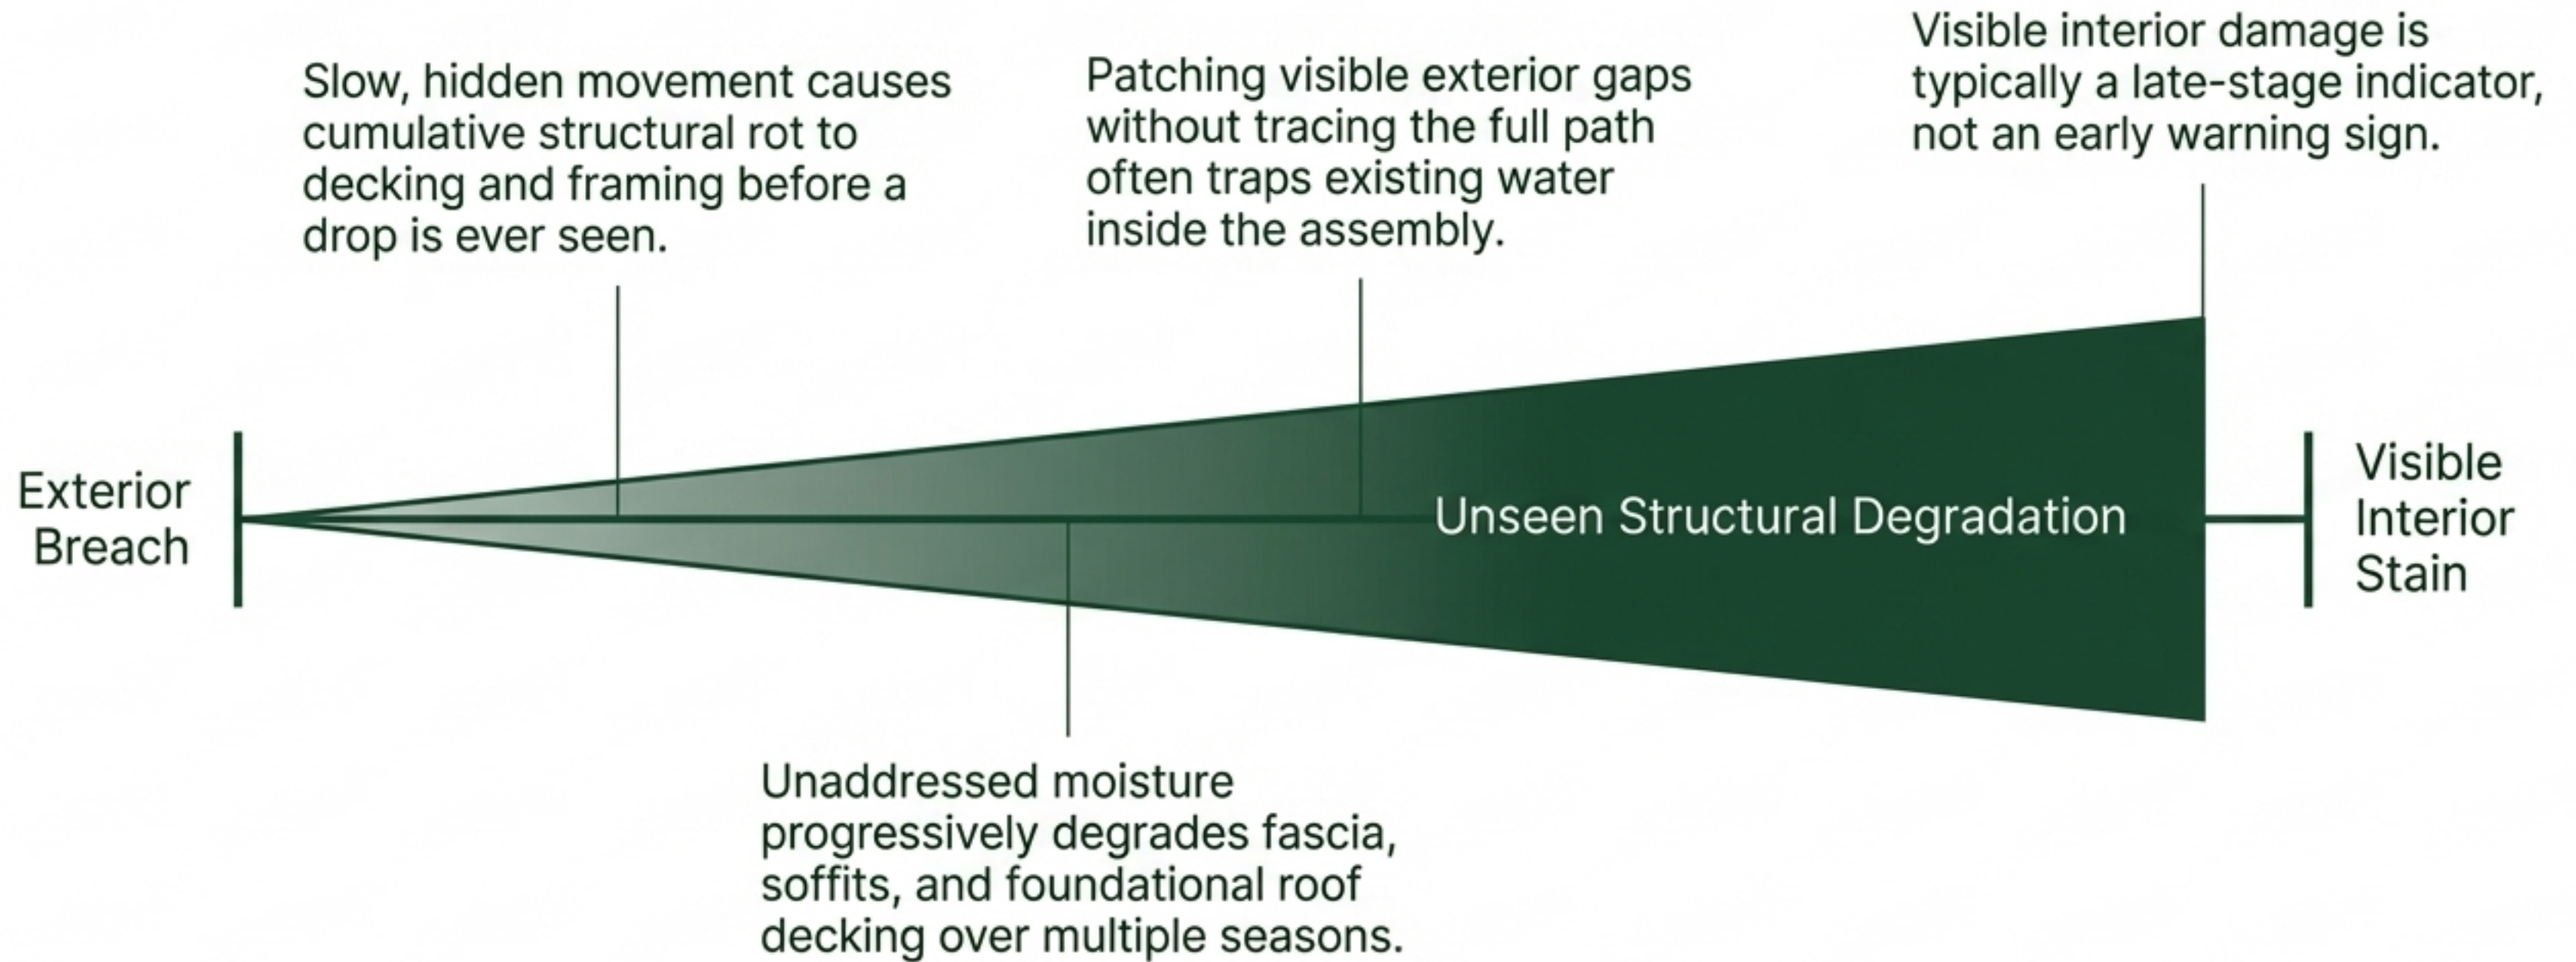 Slow, hidden movement causes
cumulative structural rot to
decking and framing before a
drop is ever seen.
Patching visible exterior gaps
without tracing the full path
often traps existing water
inside the assembly.
Visible interior damage is
typically a late-stage indicator,
not an early warning sign.
Exterior
Breach
Unseen Structural Degradation
Visible
Interior
Stain
Unaddressed moisture
progressively degrades fascia,
soffits, and foundational roof
decking over multiple seasons.